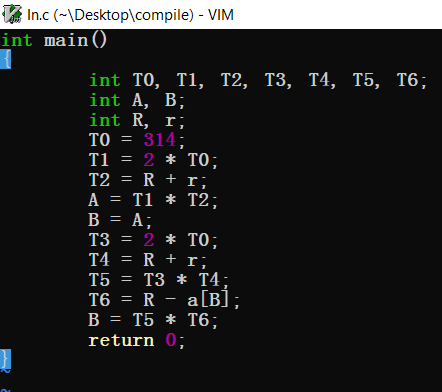 In.c (~\Desktop\compile) - VIM
int main()
{
        int T0, T1, T2, T3, T4, T5, T6;
        int A, B;
        int R, r;
        T0 = 314;
        T1 = 2 * T0;
        T2 = R + r;
        A = T1 * T2;
        B = A;
        T3 = 2 * T0;
        T4 = R + r;
        T5 = T3 * T4;
        T6 = R - a[B];
        B = T5 * T6;
        return 0;
}
~
~